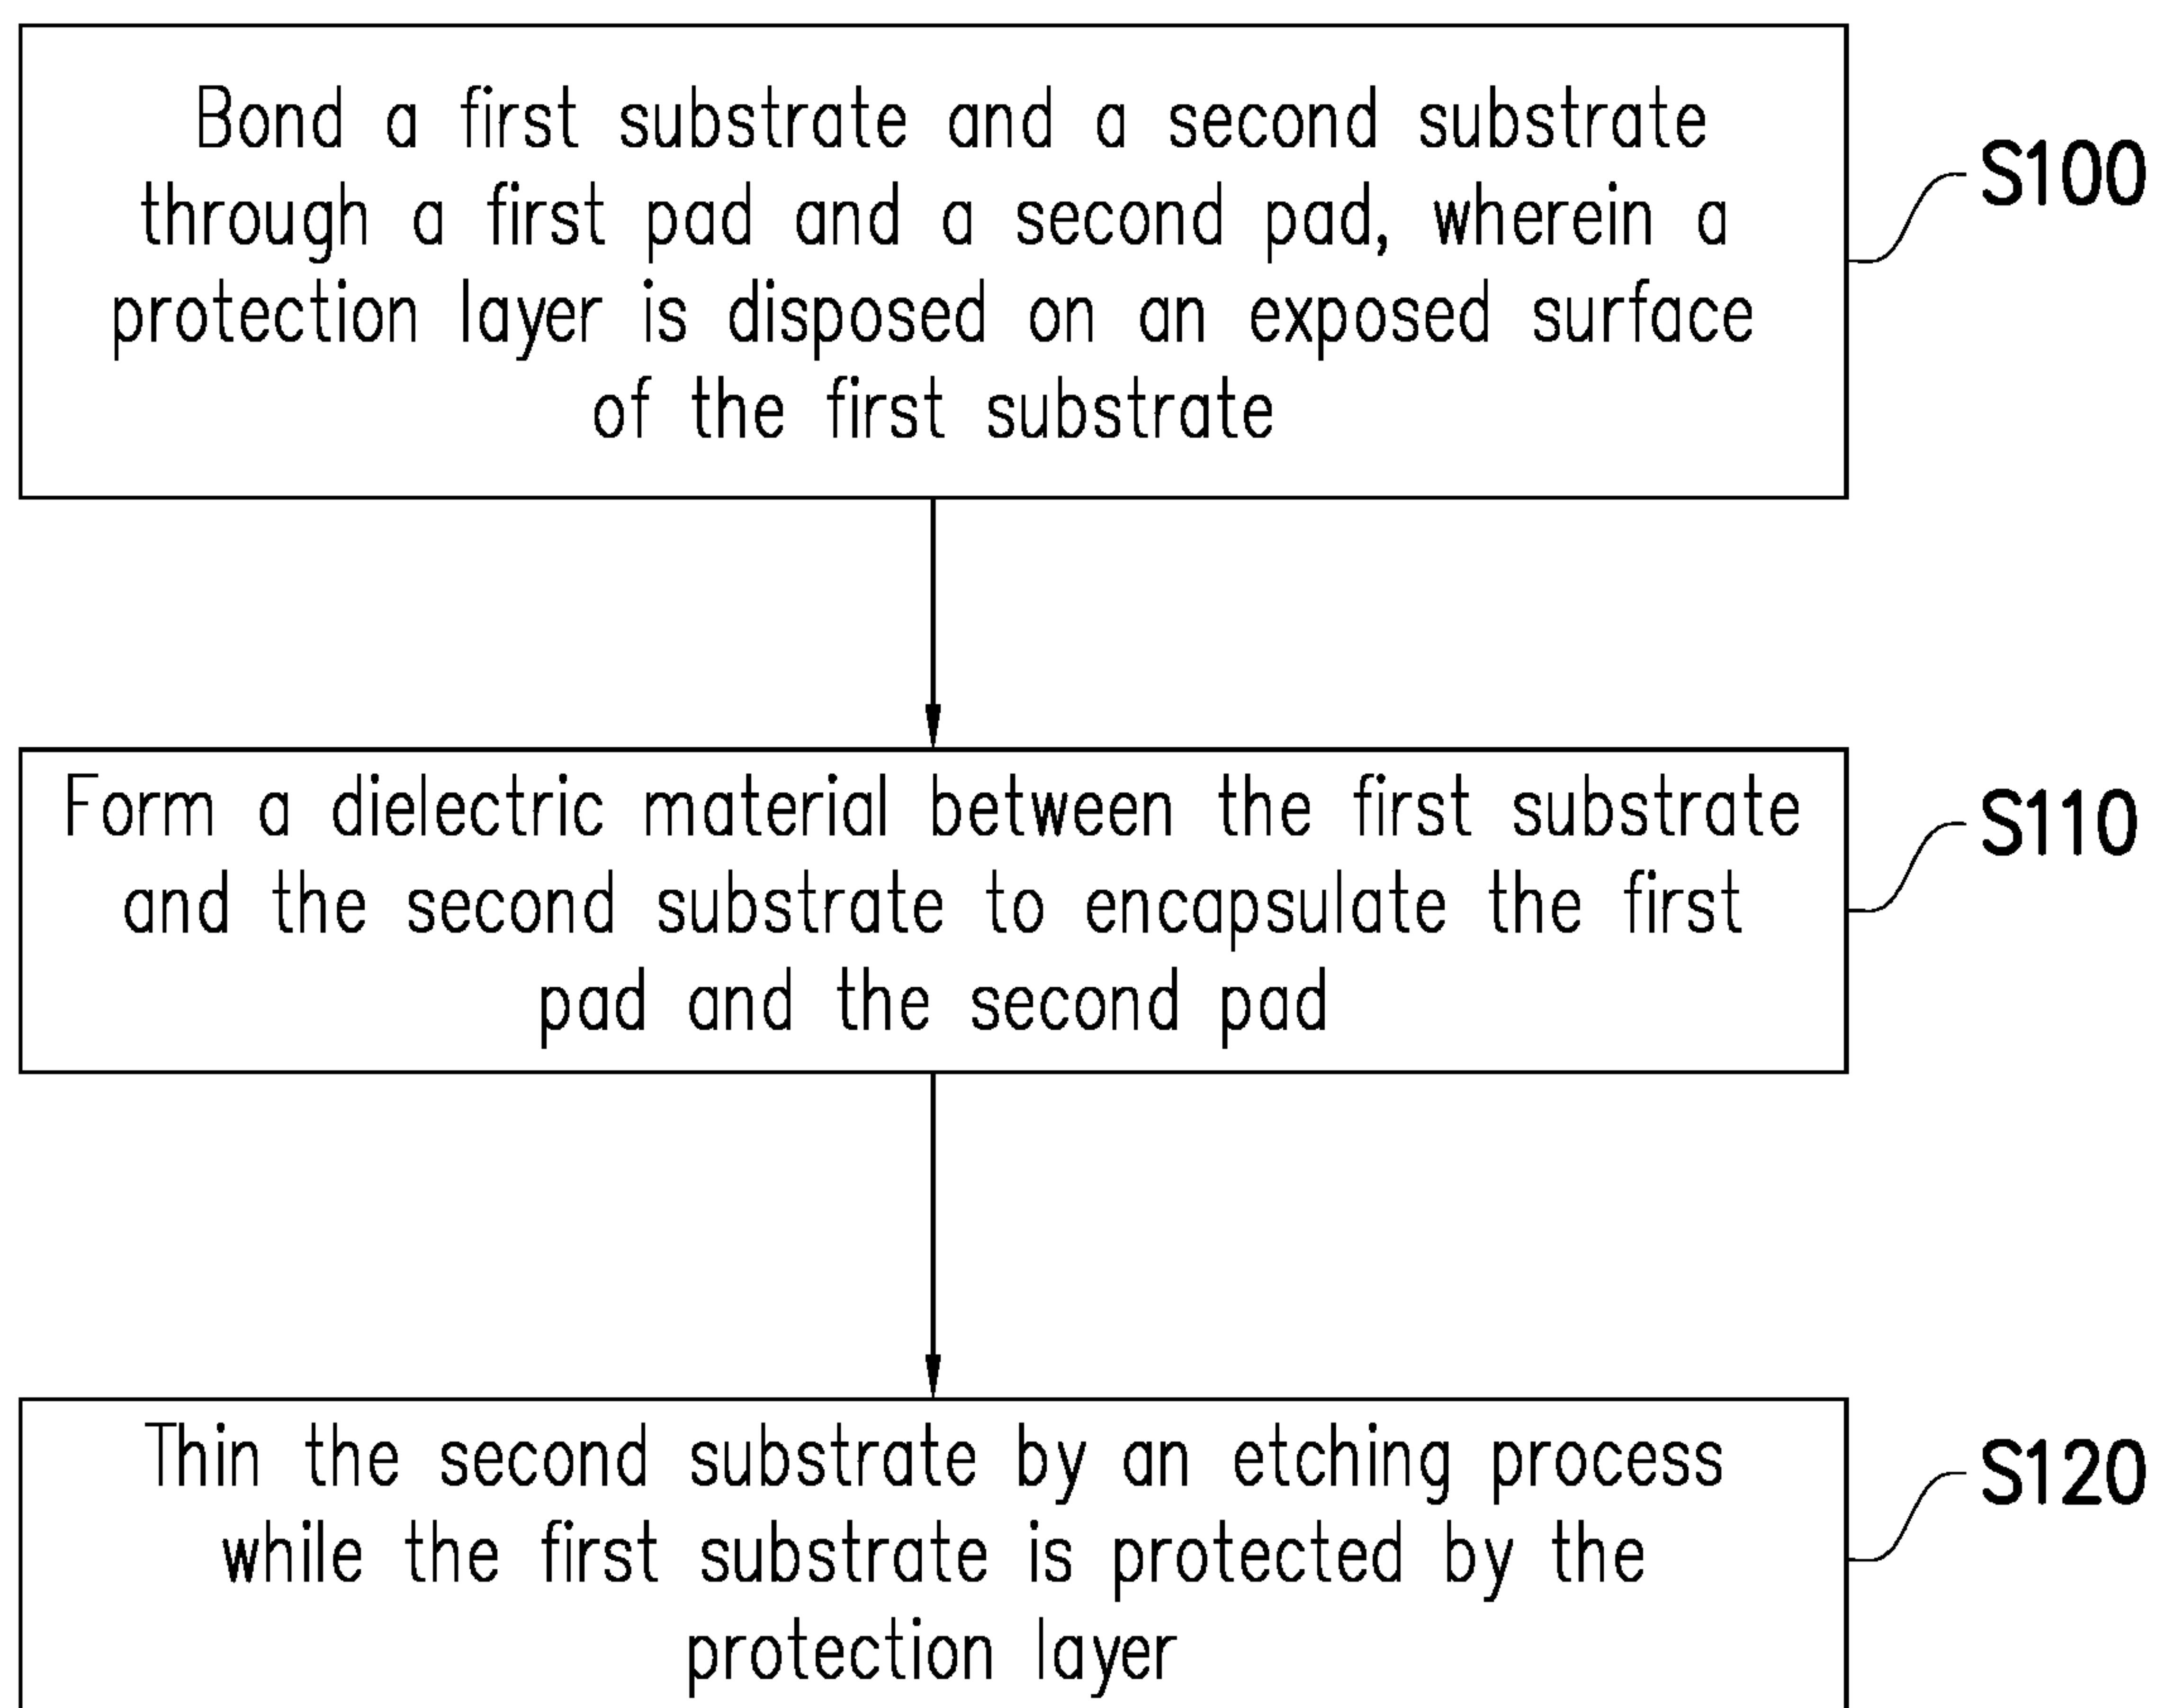 Bond a first substrate and a second substrate
through a first pad and a second pad, wherein a
protection layer is disposed on an exposed surface
of the first substrate
S100
Form a dielectric material between the first substrate
and the second substrate to encapsulate the first
pad and the second pad
S110
Thin the second substrate by an etching process
while the first substrate is protected by the
protection layer
S120